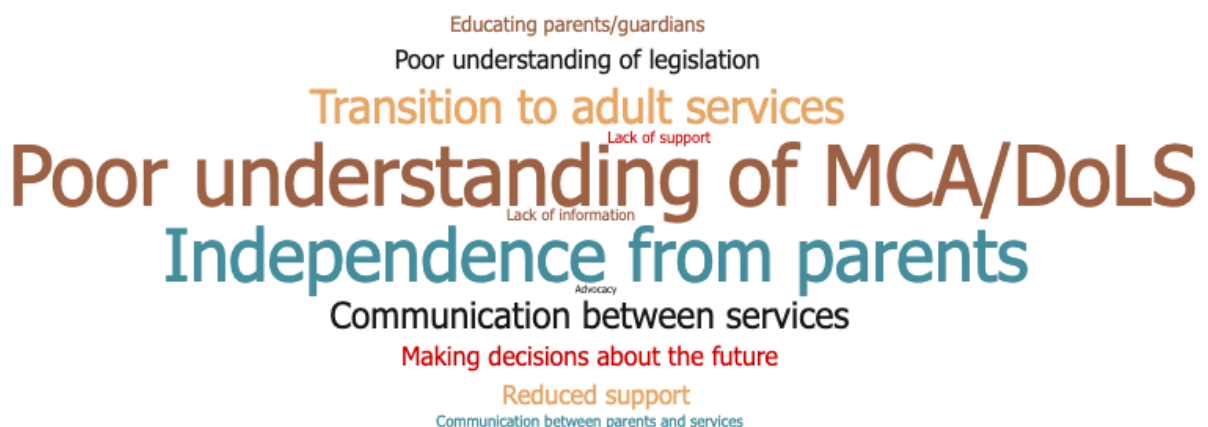 Educating parents/guardians
Poor understanding of legislation
Transition to adult services
Lack of support
Poor understanding of MCA/DoLS
Lack of information
Independence from parents
Advocacy
Communication between services
Making decisions about the future
Reduced support
Communication between parents and services